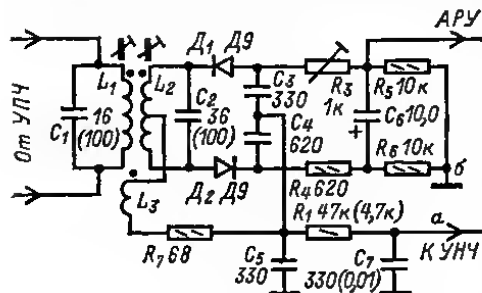 АРУ
Д1 Д9
L1
L2
C3
330
R3
1к
R5 10к
От УПЧ
C1
16
(100)
C2
36
(100)
C4
620
C6 10,0
+
R6 10к
б
Д2 Д9
R4 620
L3
R1 47к (4,7к)
а
К УНЧ
R7 68
C5
330
C7
330(0,01)